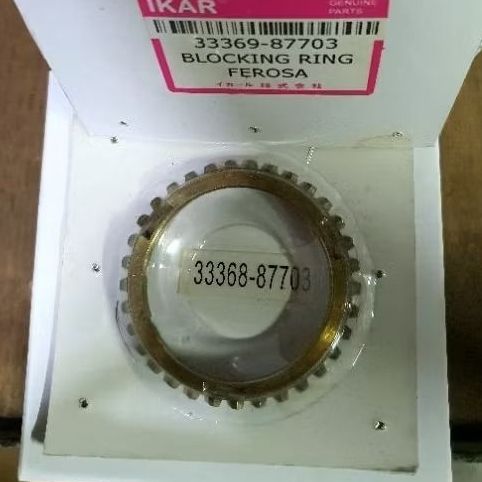 IKAR
GENUINE
PARTS
33369-87703
BLOCKING RING
FEROSA
イカール株式会社
33368-87703